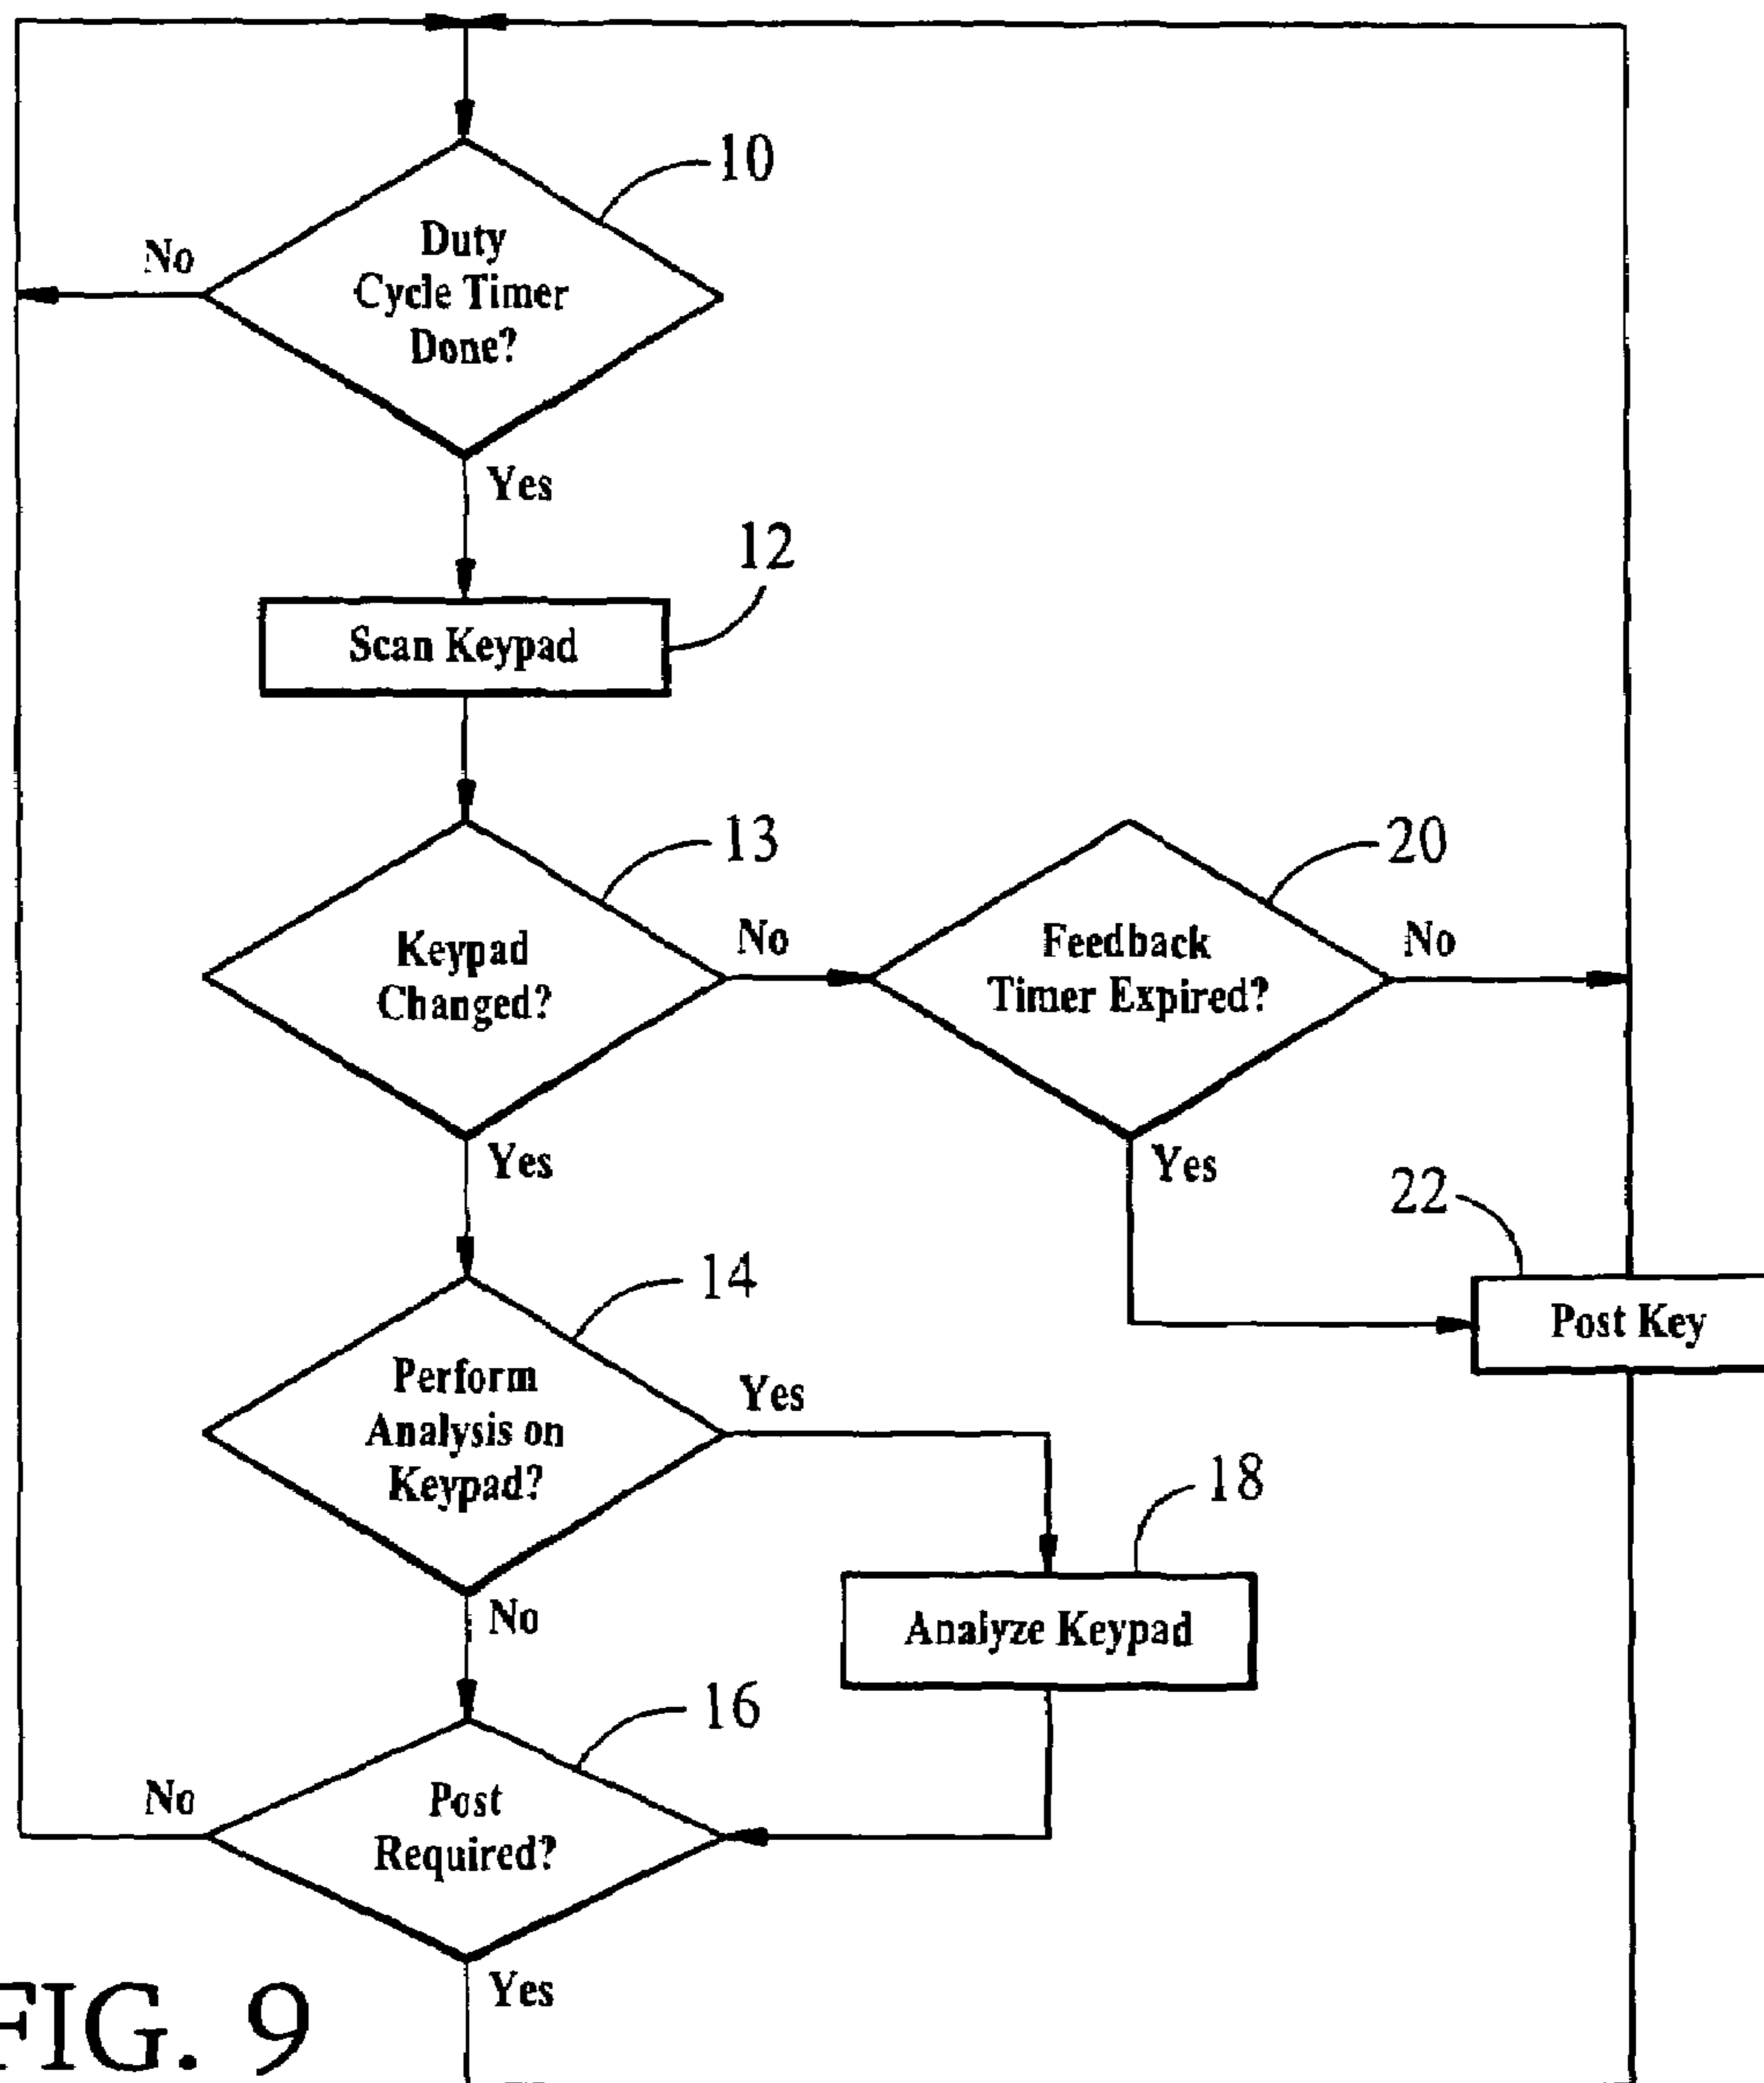 10
Duty
Cycle Timer
Done?
No
Yes
12
Scan Keypad
13
Keypad
Changed?
No
Yes
20
Feedback
Timer Expired?
No
Yes
22
Post Key
14
Perform
Analysis on
Keypad?
Yes
No
18
Analyze Keypad
16
Post
Required?
No
Yes
FIG. 9